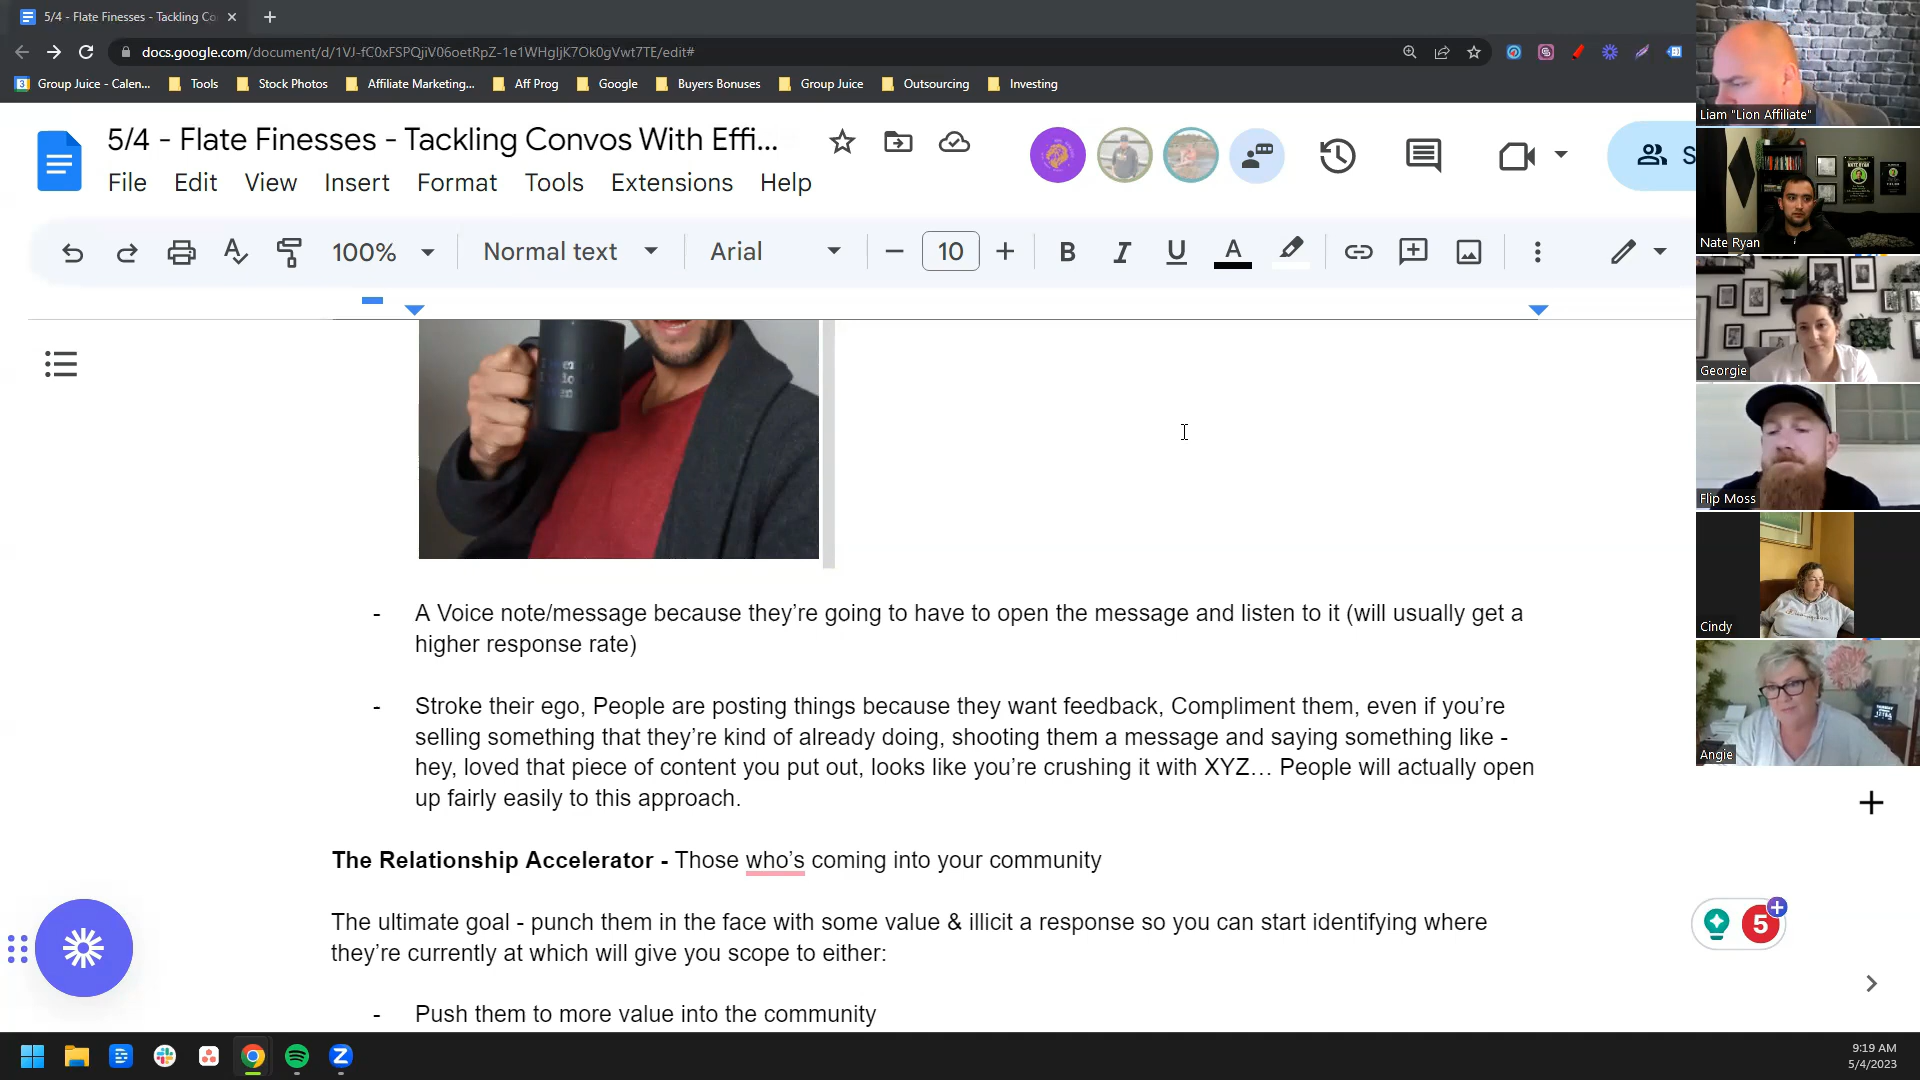 5/4 - Flate Finesses - Tackling Co
docs.google.com/document/d/1VJ-fC0xFSPQjiV06oetRpZ-1e1WHgIjK7Ok0gVwt7TE/edit#
Group Juice - Calen...
Tools
Stock Photos
Affiliate Marketing...
Aff Prog
Google
Buyers Bonuses
Group Juice
Outsourcing
Investing
Liam "Lion Affiliate"
5/4 - Flate Finesses - Tackling Convos With Effi...
S
File Edit View Insert Format Tools Extensions Help
Nate Ryan
100% Normal text Arial 10 B I U A
Georgie
Flip Moss
A Voice note/message because they’re going to have to open the message and listen to it (will usually get a
higher response rate)
Cindy
Stroke their ego, People are posting things because they want feedback, Compliment them, even if you’re
selling something that they’re kind of already doing, shooting them a message and saying something like -
hey, loved that piece of content you put out, looks like you’re crushing it with XYZ… People will actually open
up fairly easily to this approach.
Angie
The Relationship Accelerator - Those who’s coming into your community
The ultimate goal - punch them in the face with some value & illicit a response so you can start identifying where
they’re currently at which will give you scope to either:
5
- Push them to more value into the community
9:19 AM
5/4/2023